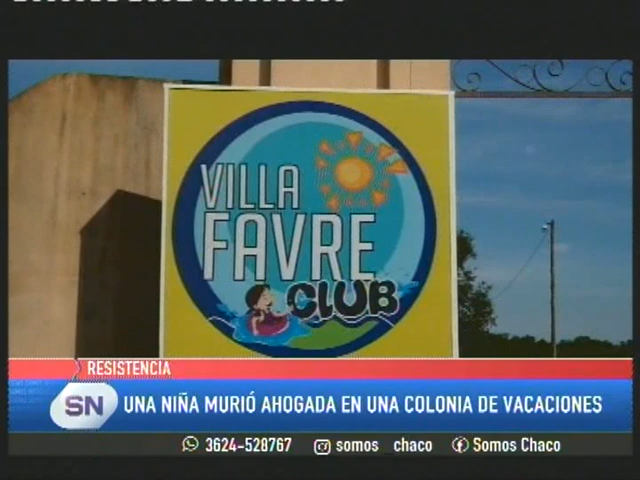 VILLA
FAVRE
CLUB
RESISTENCIA
SN
UNA NIÑA MURIÓ AHOGADA EN UNA COLONIA DE VACACIONES
3624-528767 somos chaco Somos Chaco